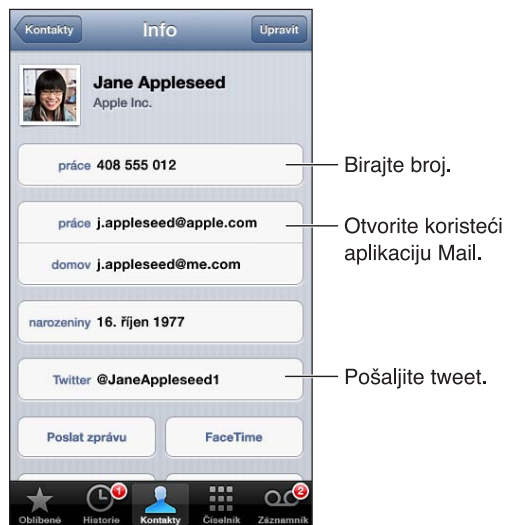 Kontakty
Info
Upravit
Jane Appleseed
Apple Inc.
práce 408 555 012
Birajte broj.
práce j.appleseed@apple.com
Otvorite koristeći
aplikaciju Mail.
domov j.appleseed@me.com
narozeniny 16. říjen 1977
Twitter @JaneAppleseed1
Pošaljite tweet.
Poslat zprávu
FaceTime
1
2
Oblíbené
Historie
Kontakty
Číselník
Záznamník